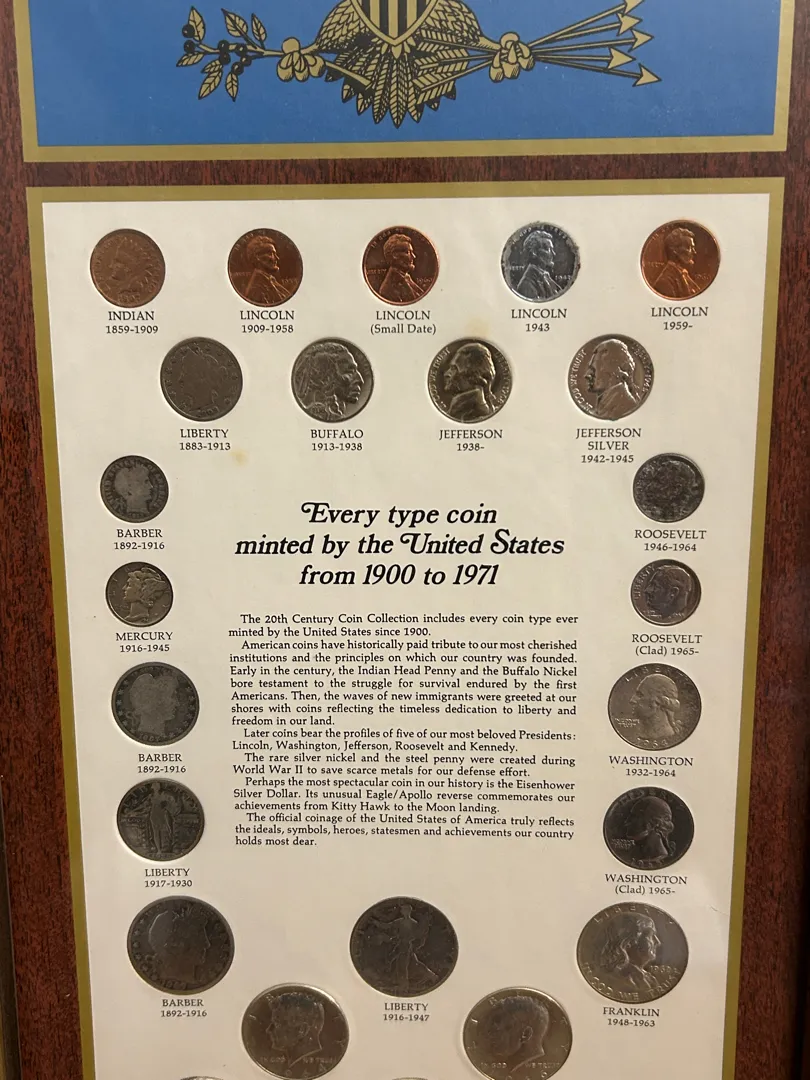 INDIAN
1859-1909
LINCOLN
1909-1958
LINCOLN
(Small Date)
LINCOLN
1943
LINCOLN
1959-
LIBERTY
1883-1913
BUFFALO
1913-1938
JEFFERSON
1938-
JEFFERSON
SILVER
1942-1945
BARBER
1892-1916
ROOSEVELT
1946-1964
Every type coin
minted by the United States
from 1900 to 1971
MERCURY
1916-1945
ROOSEVELT
(Clad) 1965-
The 20th Century Coin Collection includes every coin type ever
minted by the United States since 1900.
American coins have historically paid tribute to our most cherished
institutions and the principles on which our country was founded.
Early in the century, the Indian Head Penny and the Buffalo Nickel
bore testament to the struggle for survival endured by the first
Americans. Then, the waves of new immigrants were greeted at our
shores with coins reflecting the timeless dedication to liberty and
freedom in our land.
Later coins bear the profiles of five of our most beloved Presidents:
Lincoln, Washington, Jefferson, Roosevelt and Kennedy.
The rare silver nickel and the steel penny were created during
World War II to save scarce metals for our defense effort.
Perhaps the most spectacular coin in our history is the Eisenhower
Silver Dollar. Its unusual Eagle/Apollo reverse commemorates our
achievements from Kitty Hawk to the Moon landing.
The official coinage of the United States of America truly reflects
the ideals, symbols, heroes, statesmen and achievements our country
holds most dear.
BARBER
1892-1916
WASHINGTON
1932-1964
LIBERTY
1917-1930
WASHINGTON
(Clad) 1965-
BARBER
1892-1916
LIBERTY
1916-1947
FRANKLIN
1948-1963